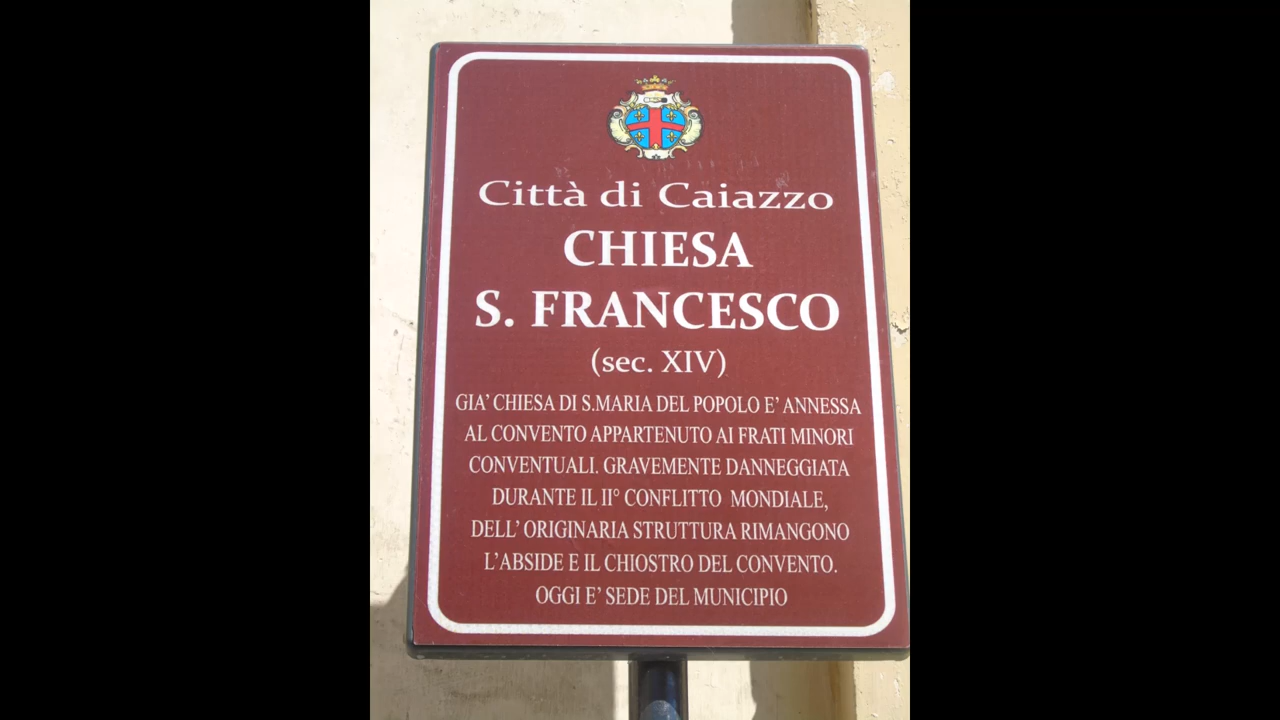 Città di Caiazzo
CHIESA
S. FRANCESCO
(sec. XIV)
GIA' CHIESA DI S.MARIA DEL POPOLO E' ANNESSA
AL CONVENTO APPARTENUTO AI FRATI MINORI
CONVENTUALI. GRAVEMENTE DANNEGGIATA
DURANTE IL II° CONFLITTO MONDIALE,
DELL' ORIGINARIA STRUTTURA RIMANGONO
L'ABSIDE E IL CHIOSTRO DEL CONVENTO.
OGGI E' SEDE DEL MUNICIPIO